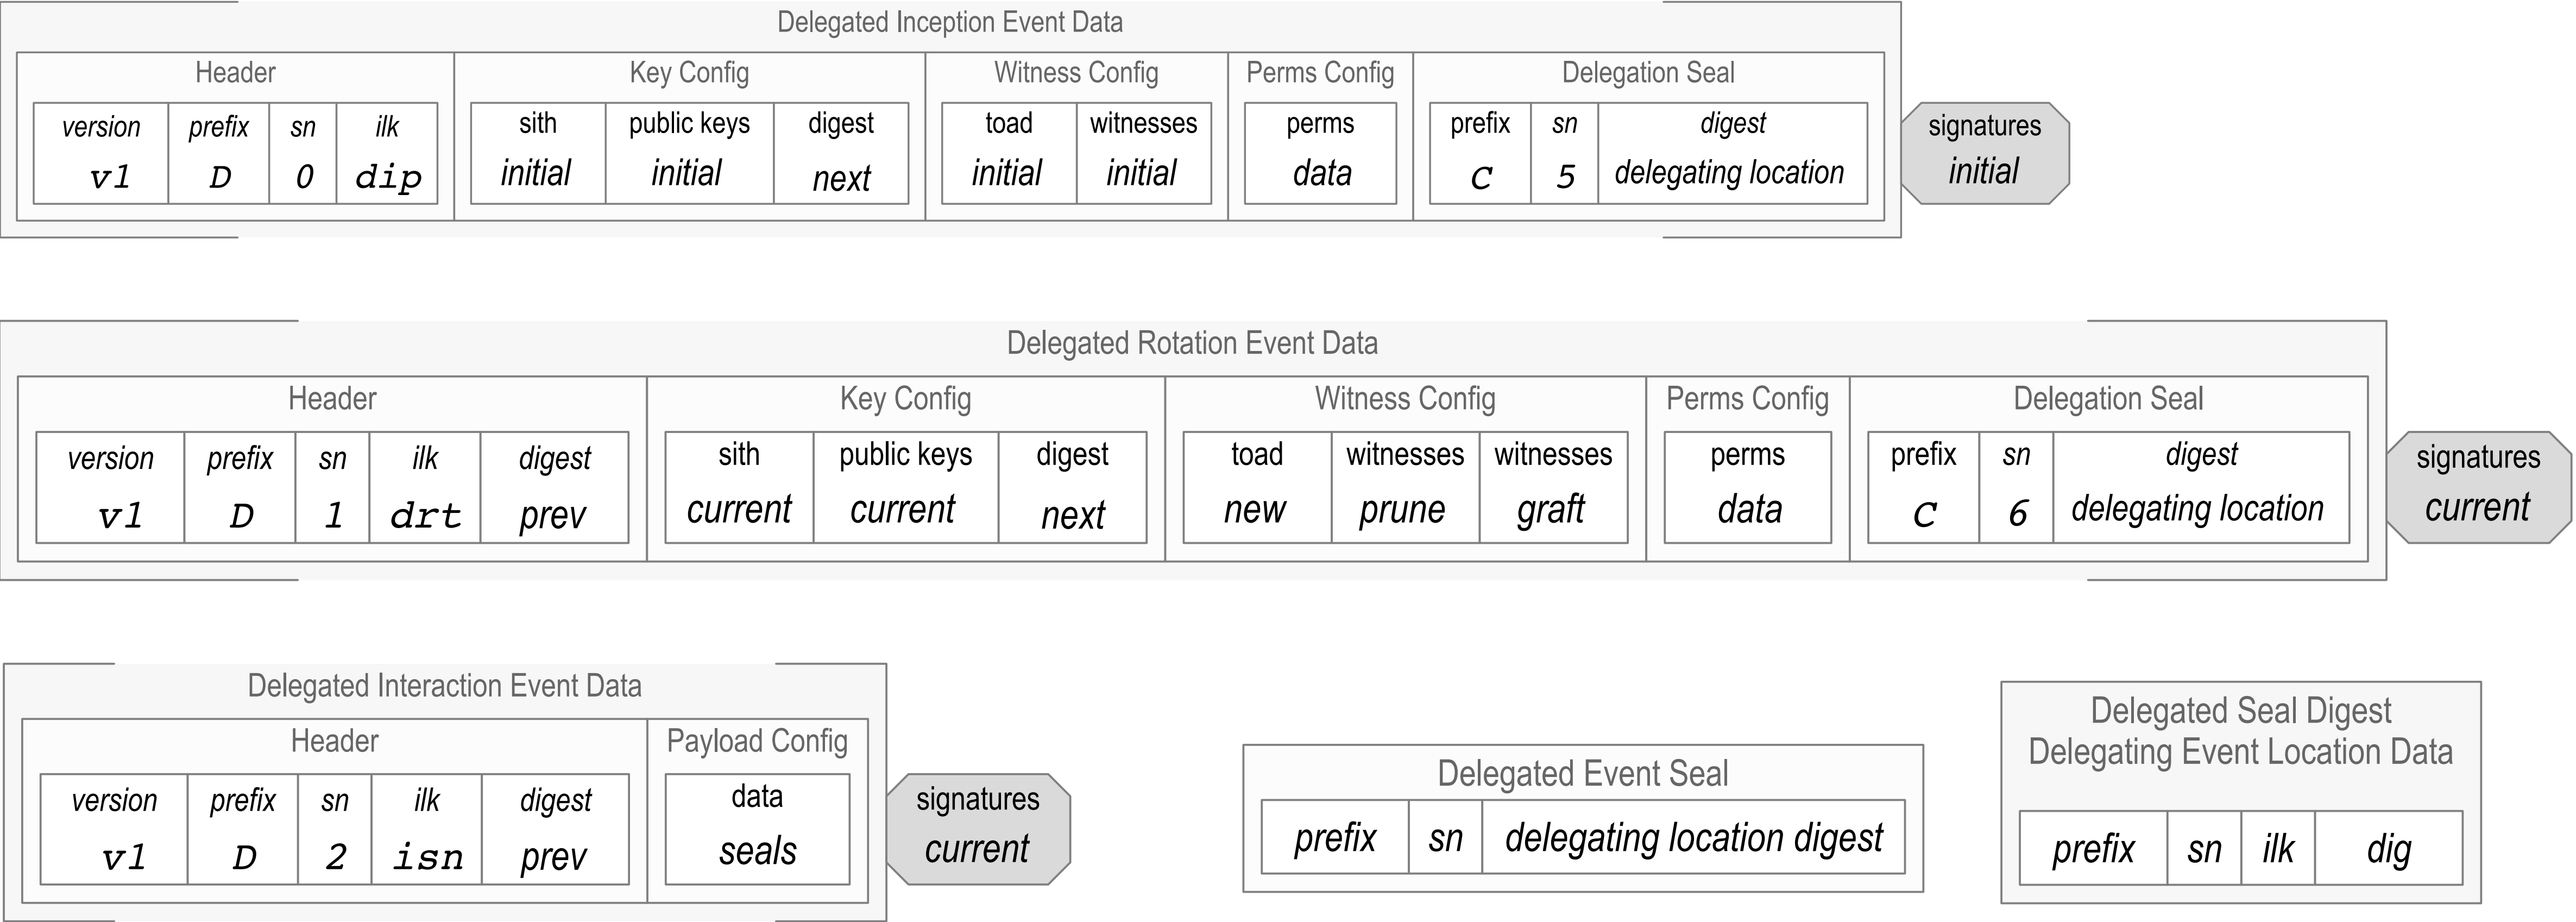 Delegated Inception Event Data
Header Key Config Witness Config Perms Config Delegation Seal
version prefix sn ilk sith public keys digest toad witnesses perms prefix sn digest signatures
v1 D 0 dip initial initial next initial initial data C 5 delegating location initial
Delegated Rotation Event Data
Header Key Config Witness Config Perms Config Delegation Seal
version prefix sn ilk digest sith public keys digest toad witnesses witnesses perms prefix sn digest signatures
v1 D 1 drt prev current current next new prune graft data C 6 delegating location current
Delegated Interaction Event Data
Header Payload Config
version prefix sn ilk digest data signatures
v1 D 2 isn prev seals current
Delegated Event Seal
prefix sn delegating location digest
Delegated Seal Digest
Delegating Event Location Data
prefix sn ilk dig